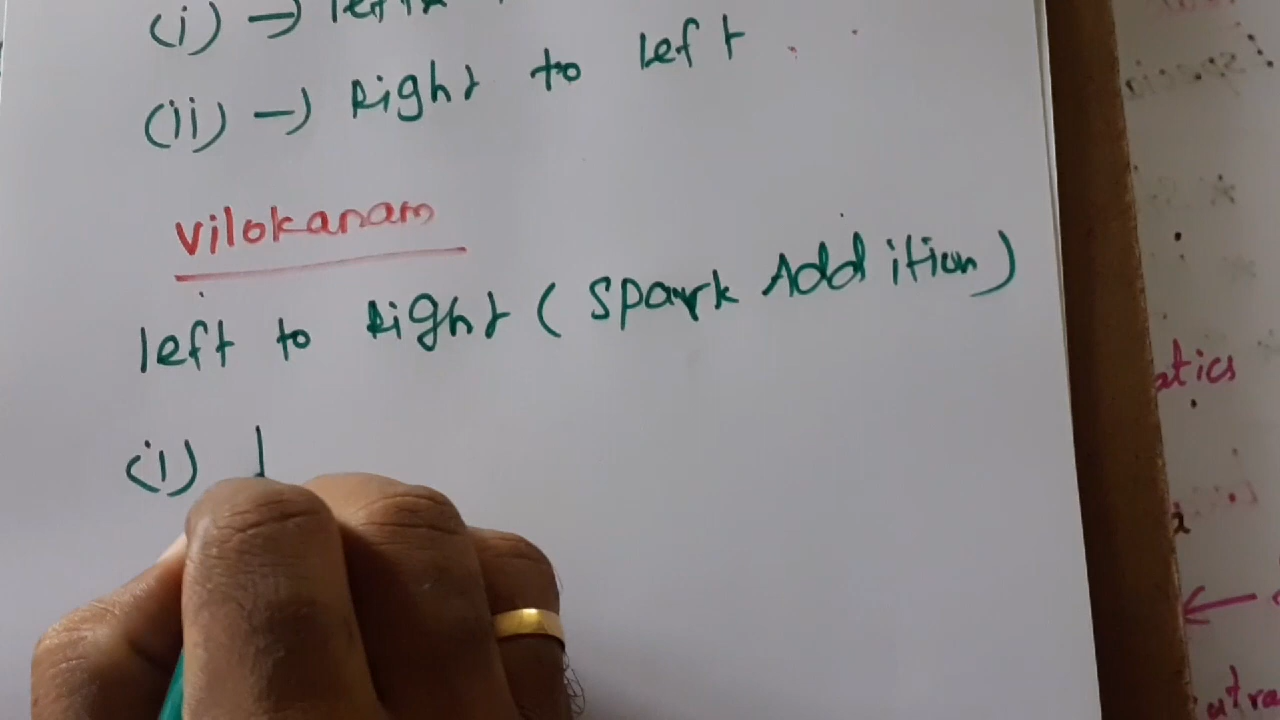 (i) →
(ii) → Right to left
Vilokanam
left to Right (Spark Addition)
(i)